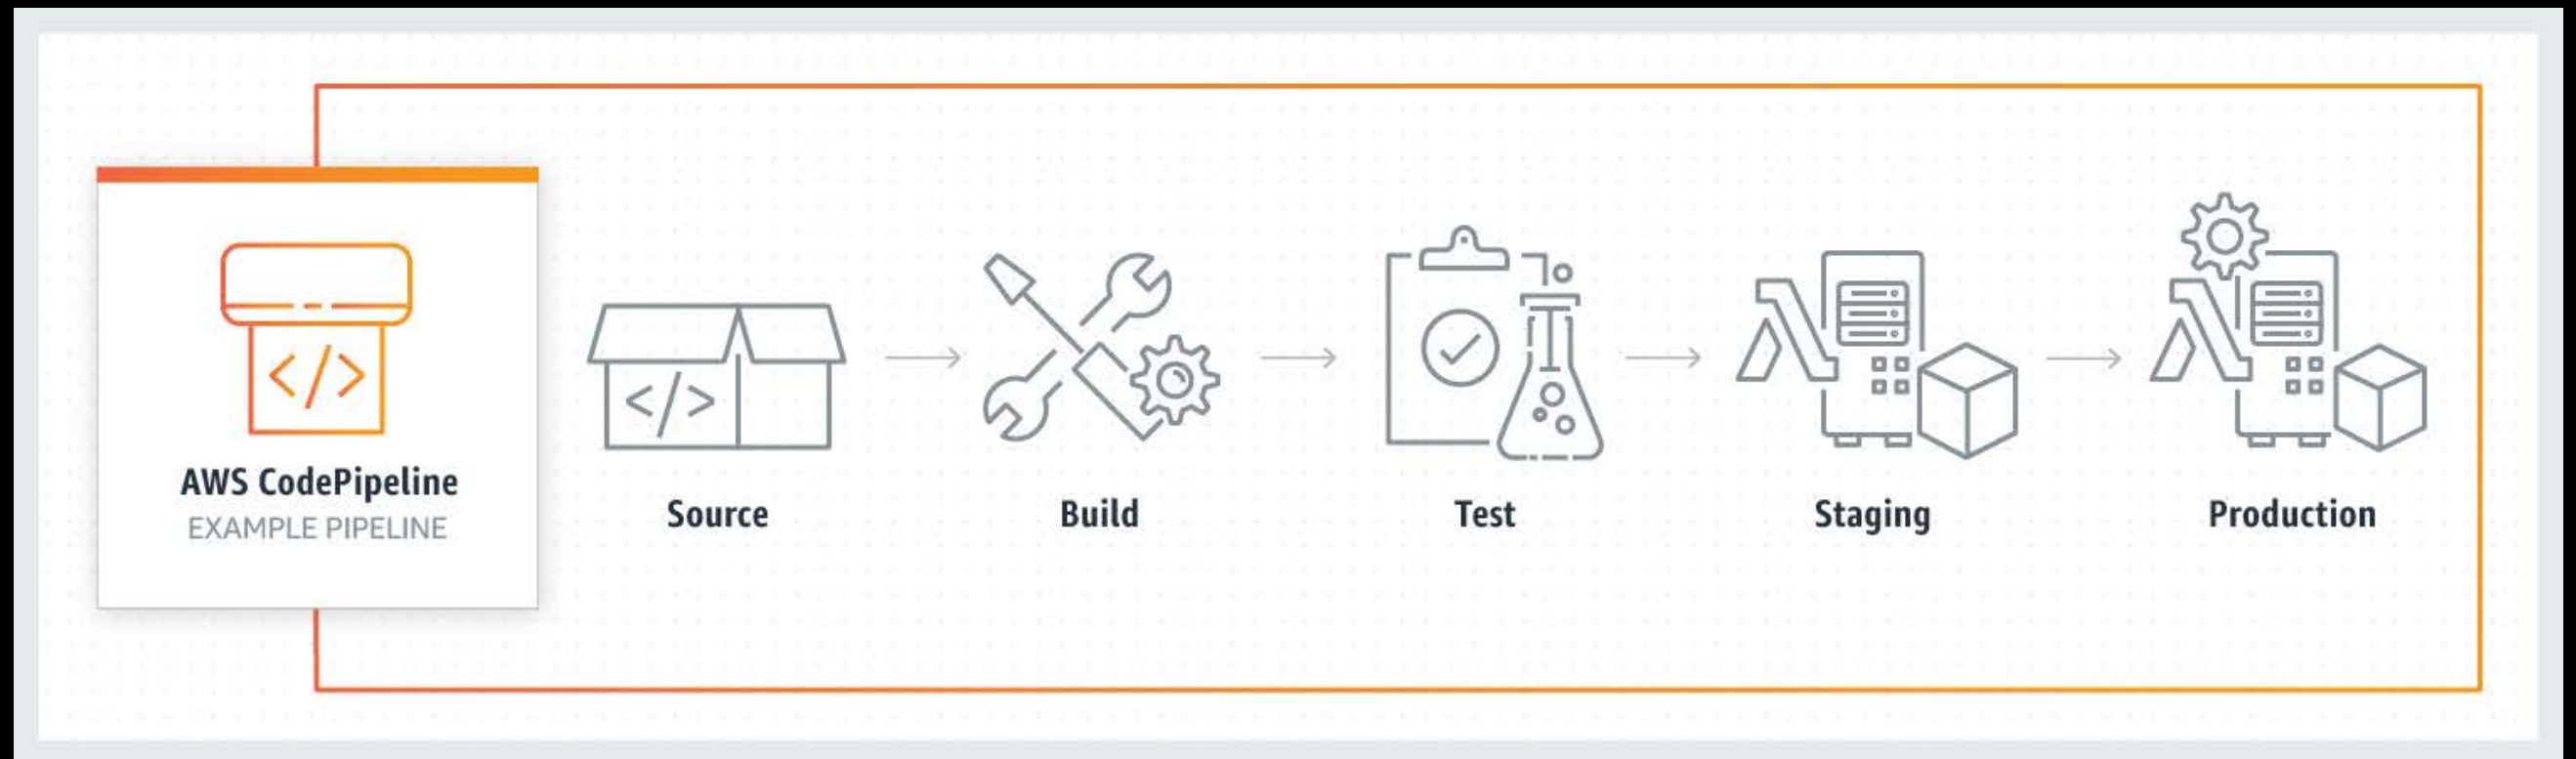 AWS CodePipeline
EXAMPLE PIPELINE
</>
</>
Source
Build
Test
Staging
Production